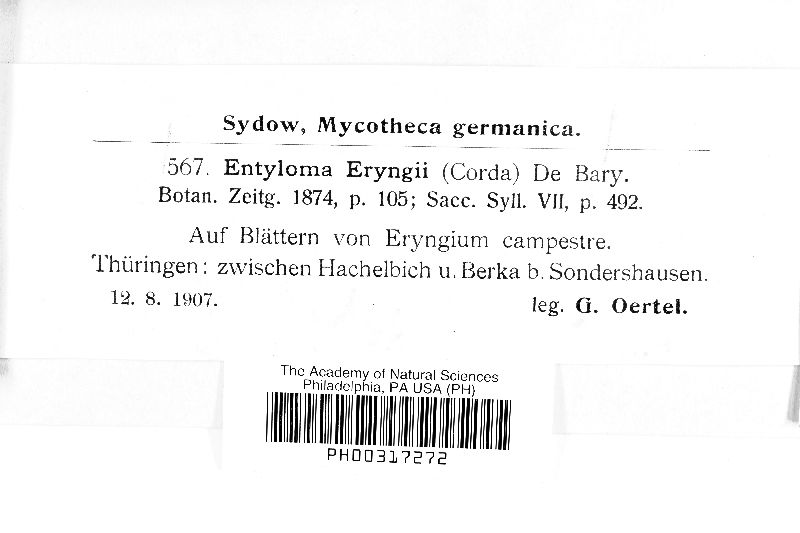 Sydow, Mycotheca germanica.
567. Entyloma Eryngii (Corda) De Bary.
Botan. Zeitg. 1874, p. 105; Sacc. Syll. VII, p. 492.
Auf Blättern von Eryngium campestre.
Thüringen: zwischen Hachelbich u. Berka b. Sondershausen.
12. 8. 1907. leg. G. Oertel.
The Academy of Natural Sciences
Philadelphia, PA USA (PH)
PH00317272